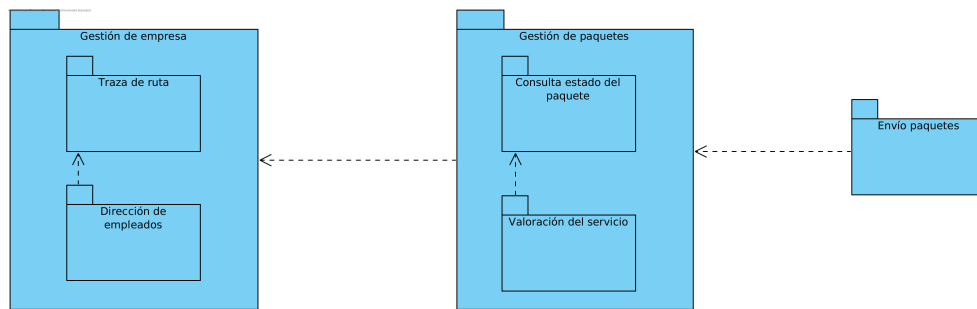 Gestión de empresa
Traza de ruta
Dirección de
empleados
Gestión de paquetes
Consulta estado del
paquete
Valoración del servicio
Envío paquetes